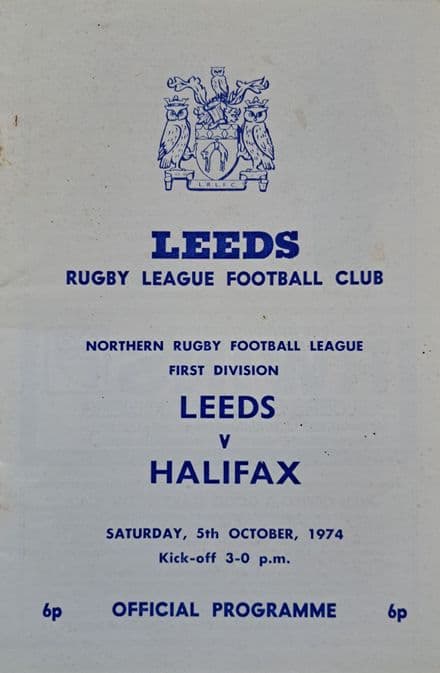 L.R.L.F.C.
LEEDS
RUGBY LEAGUE FOOTBALL CLUB
NORTHERN RUGBY FOOTBALL LEAGUE
FIRST DIVISION
LEEDS
V
HALIFAX
SATURDAY, 5th OCTOBER, 1974
Kick-off 3-0 p.m.
6p OFFICIAL PROGRAMME 6p